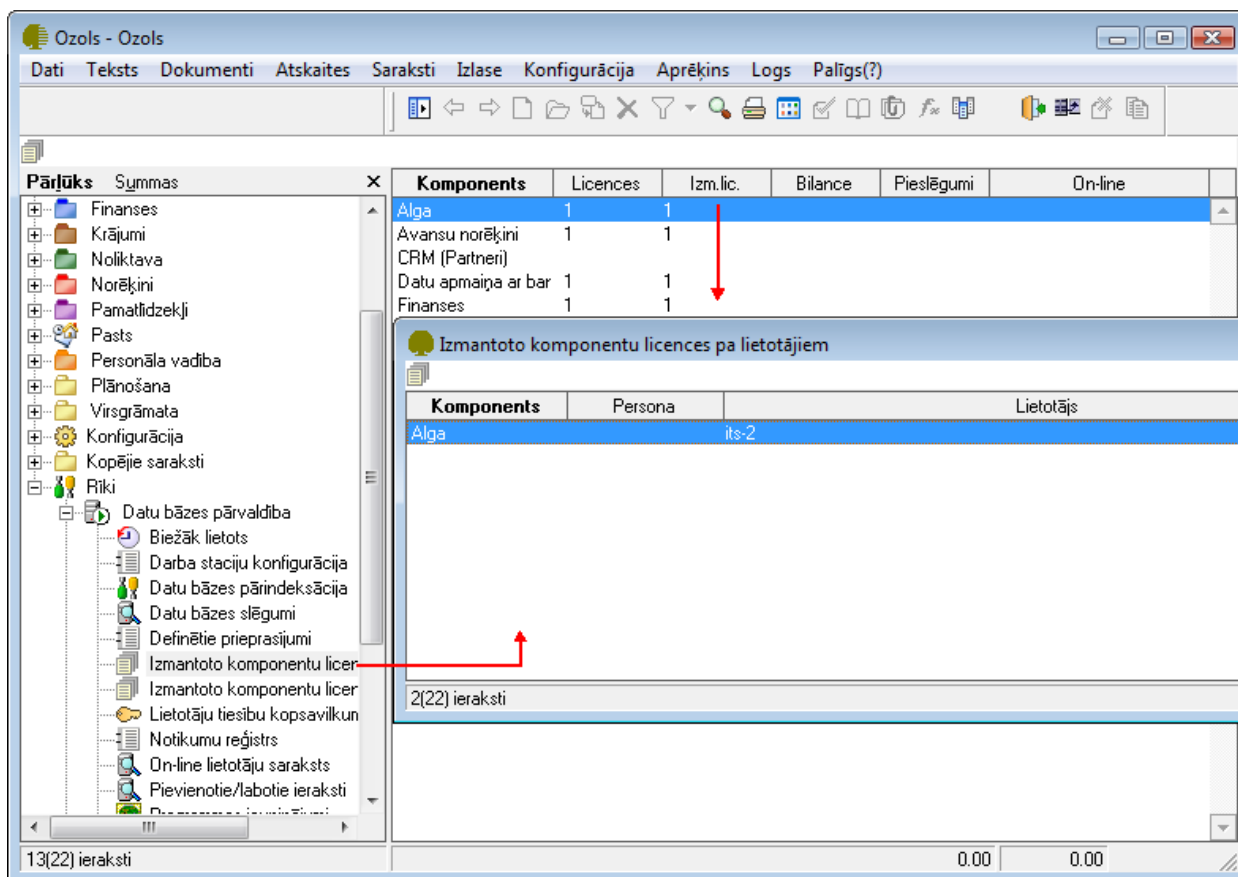 Ozols - Ozols
Dati Teksts Dokumenti Atskaites Saraksti Izlase Konfigurācija Aprēķins Logs Palīgs(?)
Pārlūks Summas
Finanses
Krājumi
Noliktava
Norēķini
Pamatlīdzekļi
Pasts
Personāla vadība
Plānošana
Virsgrāmata
Konfigurācija
Kopējie saraksti
Rīki
Datu bāzes pārvaldība
Biežāk lietots
Darba staciju konfigurācija
Datu bāzes pārindeksācija
Datu bāzes slēgumi
Definētie prieprasījumi
Izmantoto komponentu licer
Izmantoto komponentu licer
Lietotāju tiesību kopsavilkun
Notikumu reģistrs
On-line lietotāju saraksts
Pievienotie/labotie ieraksti
13(22) ieraksti
Komponents Licences Izm.lic. Bilance Pieslēgumi On-line
Alga 1 1
Avansu norēķini 1 1
CRM (Partneri)
Datu apmaiņa ar bar 1 1
Finanses 1 1
Izmantoto komponentu licences pa lietotājiem
Komponents Persona Lietotājs
Alga its-2
2(22) ieraksti
0.00 0.00